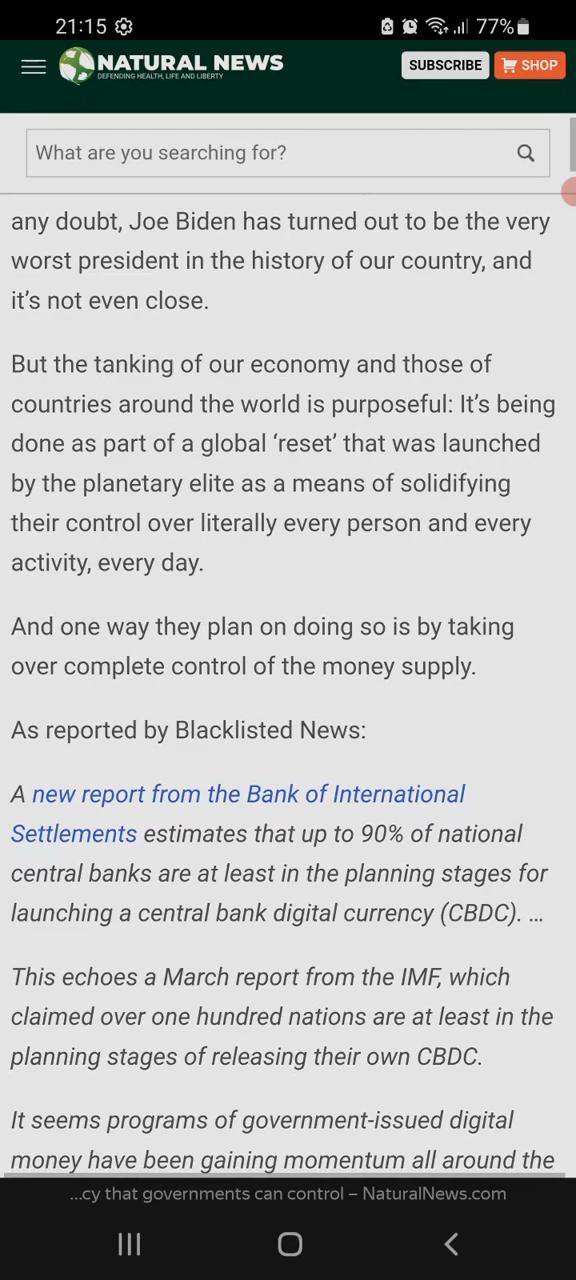 21:15 77%
NATURAL NEWS
DEFENDING HEALTH, LIFE AND LIBERTY
SUBSCRIBE
SHOP
What are you searching for?
any doubt, Joe Biden has turned out to be the very
worst president in the history of our country, and
it’s not even close.
But the tanking of our economy and those of
countries around the world is purposeful: It’s being
done as part of a global ‘reset’ that was launched
by the planetary elite as a means of solidifying
their control over literally every person and every
activity, every day.
And one way they plan on doing so is by taking
over complete control of the money supply.
As reported by Blacklisted News:
A new report from the Bank of International
Settlements estimates that up to 90% of national
central banks are at least in the planning stages for
launching a central bank digital currency (CBDC). ...
This echoes a March report from the IMF, which
claimed over one hundred nations are at least in the
planning stages of releasing their own CBDC.
It seems programs of government-issued digital
money have been gaining momentum all around the
...cy that governments can control – NaturalNews.com